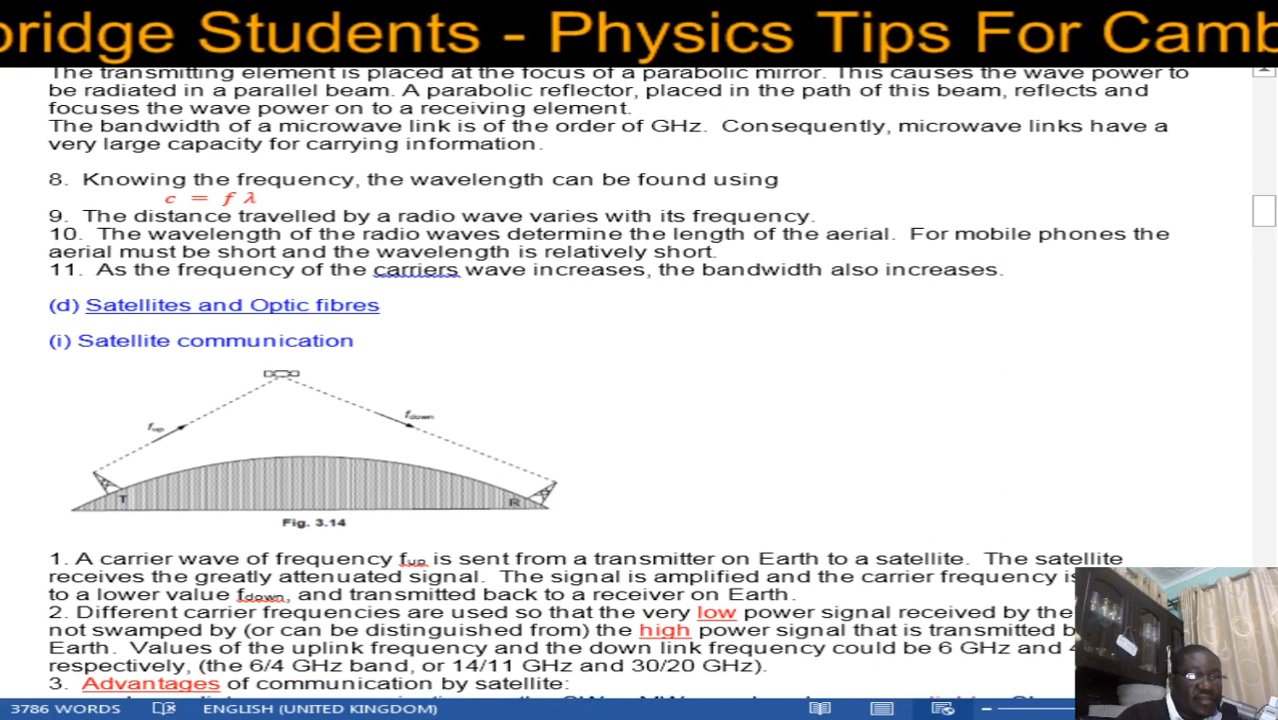 bridge Students - Physics Tips For Camb
The transmitting element is placed at the focus of a parabolic mirror. This causes the wave power to
be radiated in a parallel beam. A parabolic reflector, placed in the path of this beam, reflects and
focuses the wave power on to a receiving element.
The bandwidth of a microwave link is of the order of GHz. Consequently, microwave links have a
very large capacity for carrying information.
8. Knowing the frequency, the wavelength can be found using
c = f λ
9. The distance travelled by a radio wave varies with its frequency.
10. The wavelength of the radio waves determine the length of the aerial. For mobile phones the
aerial must be short and the wavelength is relatively short.
11. As the frequency of the carriers wave increases, the bandwidth also increases.
(d) Satellites and Optic fibres
(i) Satellite communication
fup
fdown
T
R
Fig. 3.14
1. A carrier wave of frequency fup is sent from a transmitter on Earth to a satellite. The satellite
receives the greatly attenuated signal. The signal is amplified and the carrier frequency is
to a lower value fdown, and transmitted back to a receiver on Earth.
2. Different carrier frequencies are used so that the very low power signal received by the
not swamped by (or can be distinguished from) the high power signal that is transmitted b
Earth. Values of the uplink frequency and the down link frequency could be 6 GHz and 4
respectively, (the 6/4 GHz band, or 14/11 GHz and 30/20 GHz).
3. Advantages of communication by satellite:
3786 WORDS
ENGLISH (UNITED KINGDOM)